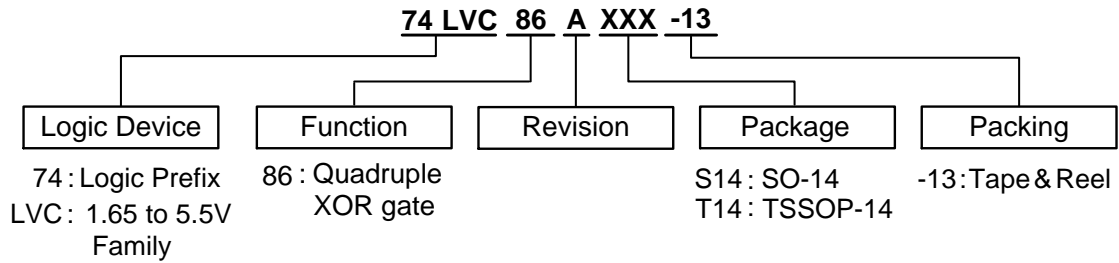 74 LVC 86 A XXX -13
Logic Device Function Revision Package Packing
74 : Logic Prefix
LVC : 1.65 to 5.5V
Family
86 : Quadruple
XOR gate
S14 : SO-14
T14 : TSSOP-14
-13 : Tape & Reel